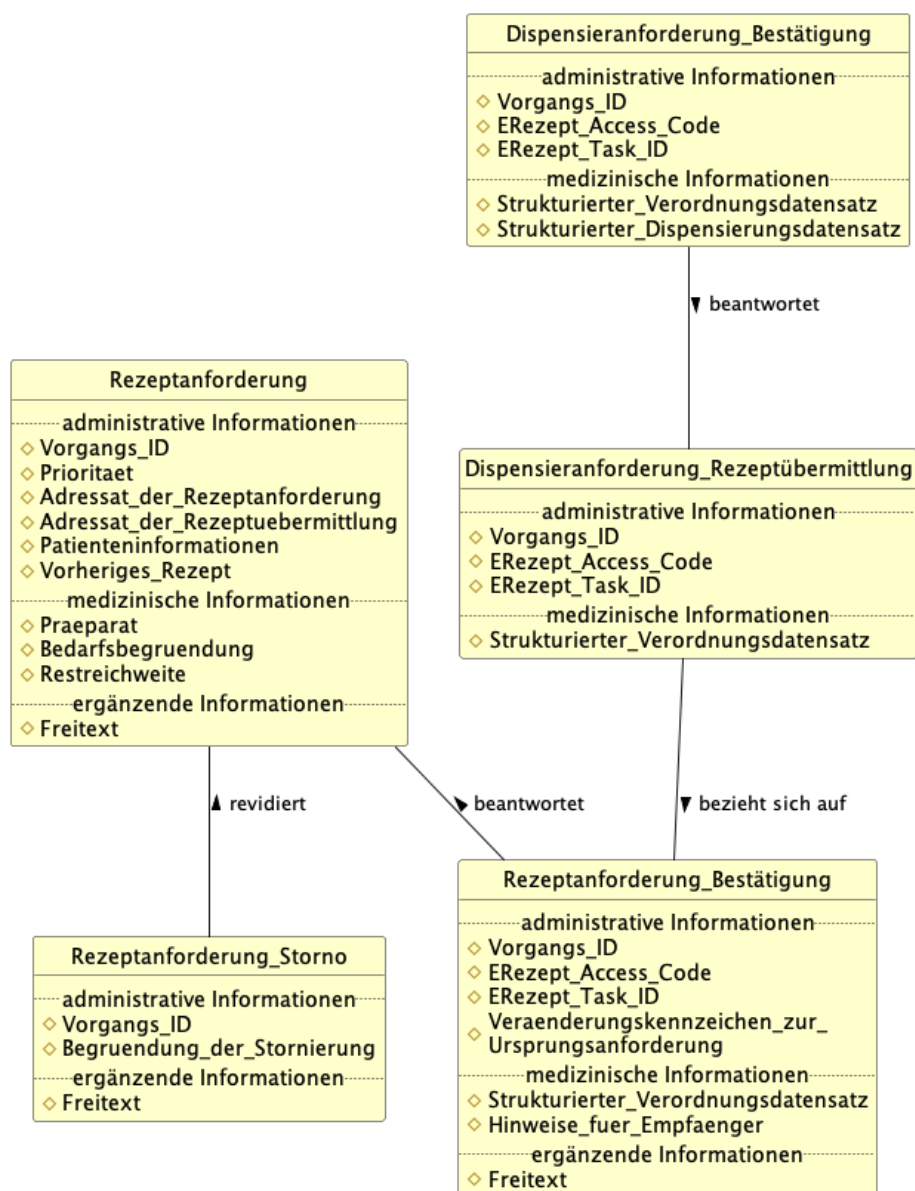 Dispensieranforderung_Bestätigung
administrative Informationen
Vorgangs_ID
ERezept_Access_Code
ERezept_Task_ID
medizinische Informationen
Strukturierter_Verordnungsdatensatz
Strukturierter_Dispensierungsdatensatz
beantwortet
Rezeptanforderung
administrative Informationen
Vorgangs_ID
Prioritaet
Adressat_der_Rezeptanforderung
Adressat_der_Rezeptuebermittlung
Patienteninformationen
Vorheriges_Rezept
medizinische Informationen
Praeparat
Bedarfsbegruendung
Restreichweite
ergänzende Informationen
Freitext
Dispensieranforderung_Rezeptübermittlung
administrative Informationen
Vorgangs_ID
ERezept_Access_Code
ERezept_Task_ID
medizinische Informationen
Strukturierter_Verordnungsdatensatz
revidiert
beantwortet
bezieht sich auf
Rezeptanforderung_Storno
administrative Informationen
Vorgangs_ID
Begruendung_der_Stornierung
ergänzende Informationen
Freitext
Rezeptanforderung_Bestätigung
administrative Informationen
Vorgangs_ID
ERezept_Access_Code
ERezept_Task_ID
Veraenderungskennzeichen_zur_
Ursprungsanforderung
medizinische Informationen
Strukturierter_Verordnungsdatensatz
Hinweise_fuer_Empfaenger
ergänzende Informationen
Freitext